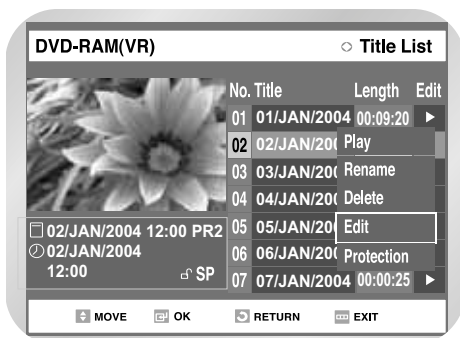 DVD-RAM(VR) Title List
No. Title Length Edit
01 01/JAN/2004 00:09:20
02 02/JAN/200 Play
03 03/JAN/200 Rename
04 04/JAN/200 Delete
05 05/JAN/200 Edit
06 06/JAN/200 Protection
07 07/JAN/2004 00:00:25
02/JAN/2004 12:00 PR2
02/JAN/2004
12:00 SP
MOVE OK RETURN EXIT